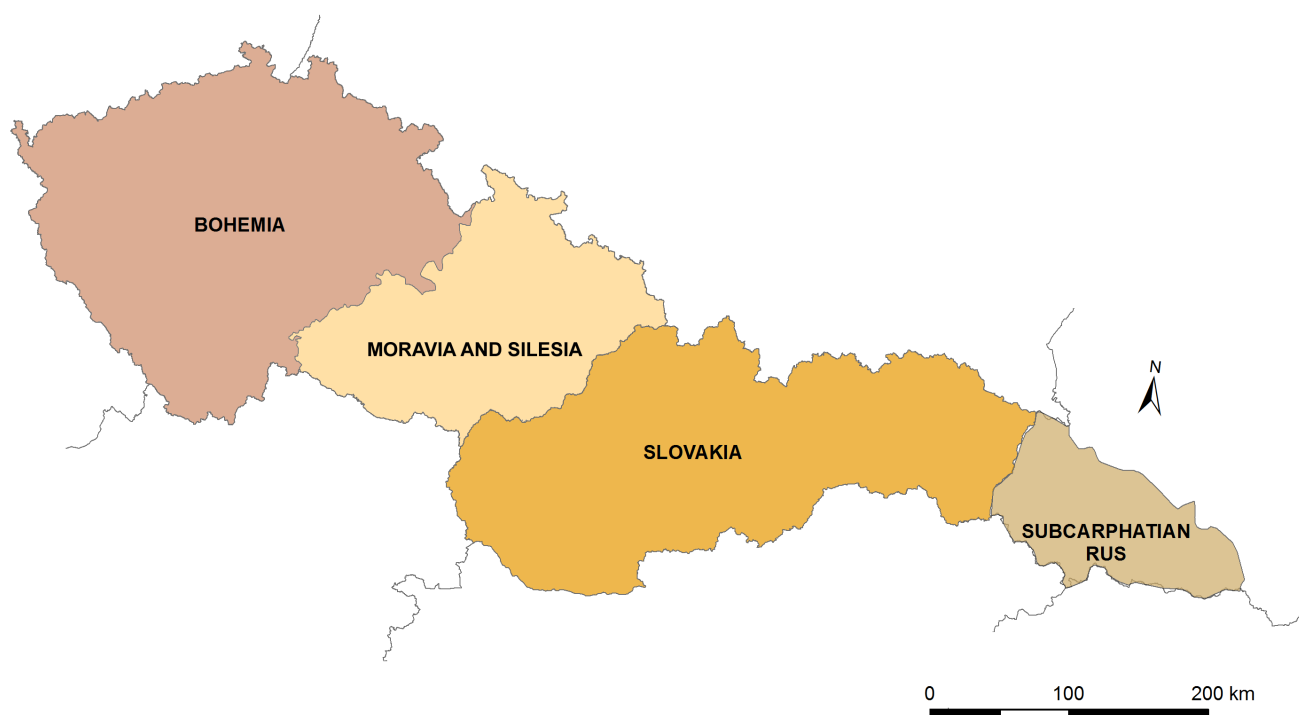 BOHEMIA
MORAVIA AND SILESIA
N
SLOVAKIA
SUBCARPHATIAN
RUS
0 100 200 km